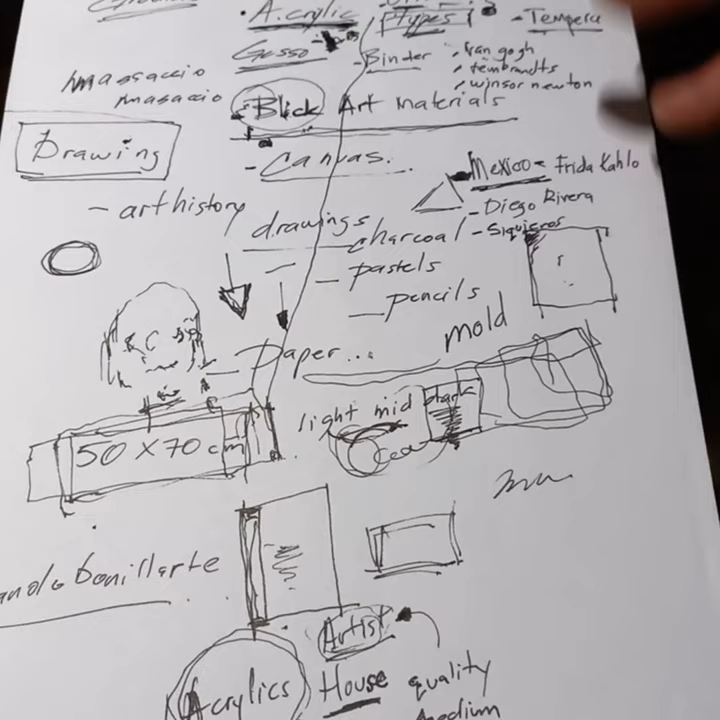 • Acrylic
types
- Tempera
Gesso -
- Binder
• Van gogh
• rembrandts
• winsor newton
masaccio
Blick Art materials
Drawing
- Canvas.
Mexico = Frida Kahlo
- Diego Rivera
- Siquieros
- art history
drawings
charcoal
- pastels
- pencils
mold
- Paper...
light mid dark
50 X 70 cm
bonillarte
Artist
Acrylics House quality
medium